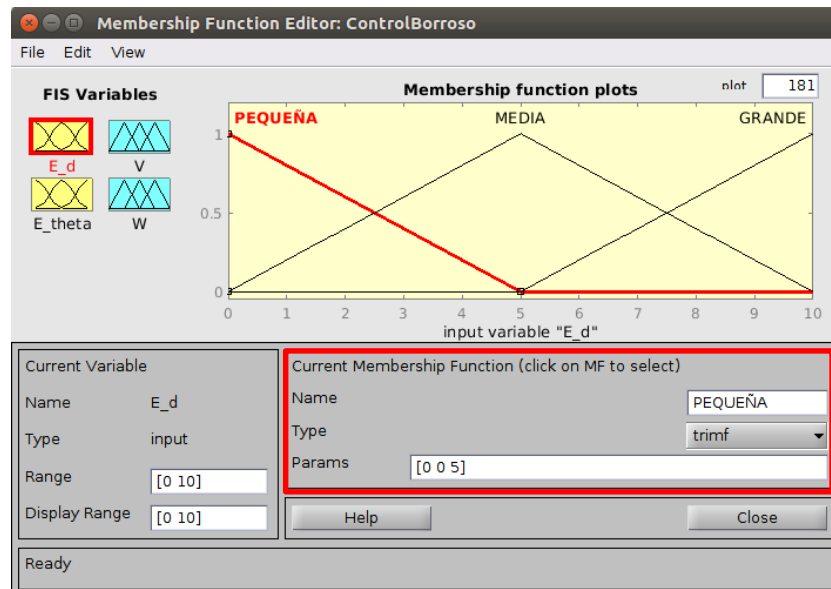 Membership Function Editor: ControlBorroso
File Edit View
FIS Variables
E_d
V
E_theta
W
Membership function plots
plot
181
PEQUEÑA MEDIA GRANDE
1
0.5
0
0 1 2 3 4 5 6 7 8 9 10
input variable "E_d"
Current Variable
Name E_d
Type input
Range [0 10]
Display Range [0 10]
Current Membership Function (click on MF to select)
Name PEQUEÑA
Type trimf
Params [0 0 5]
Help Close
Ready